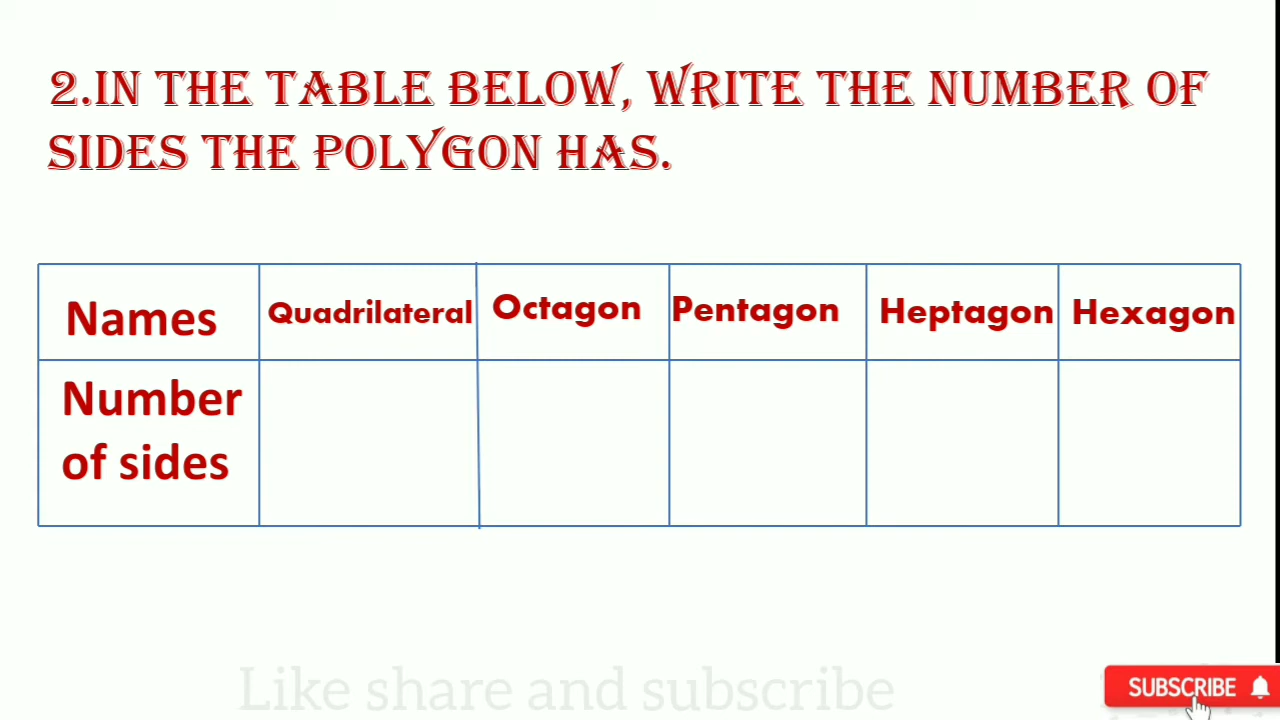 2.IN THE TABLE BELOW, WRITE THE NUMBER OF
SIDES THE POLYGON HAS.
Names Quadrilateral Octagon Pentagon Heptagon Hexagon
Number
of sides
Like share and subscribe
SUBSCRIBE